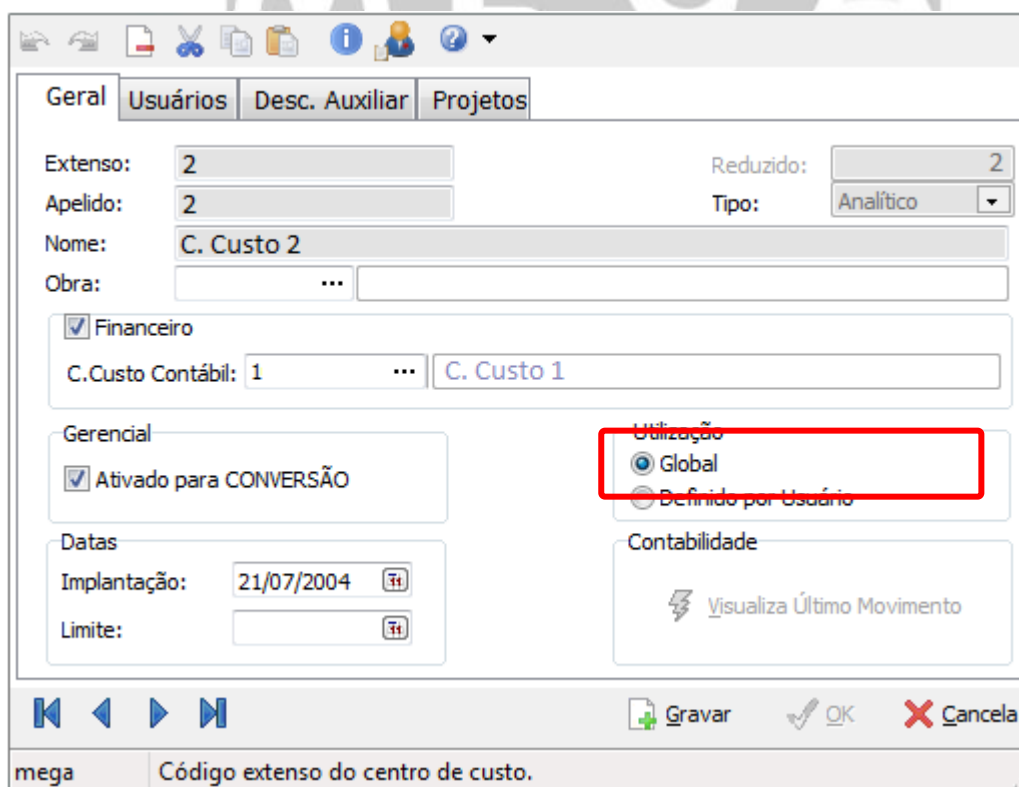 Geral Usuários Desc. Auxiliar Projetos
Extenso: 2 Reduzido: 2
Apelido: 2 Tipo: Analítico
Nome: C. Custo 2
Obra: ...
Financeiro
C.Custo Contábil: 1 ... C. Custo 1
Gerencial Utilização
Ativado para CONVERSÃO Global
Definido por Usuário
Datas Contabilidade
Implantação: 21/07/2004
Visualiza Último Movimento
Limite:
Gravar OK Cancela
mega Código extenso do centro de custo.